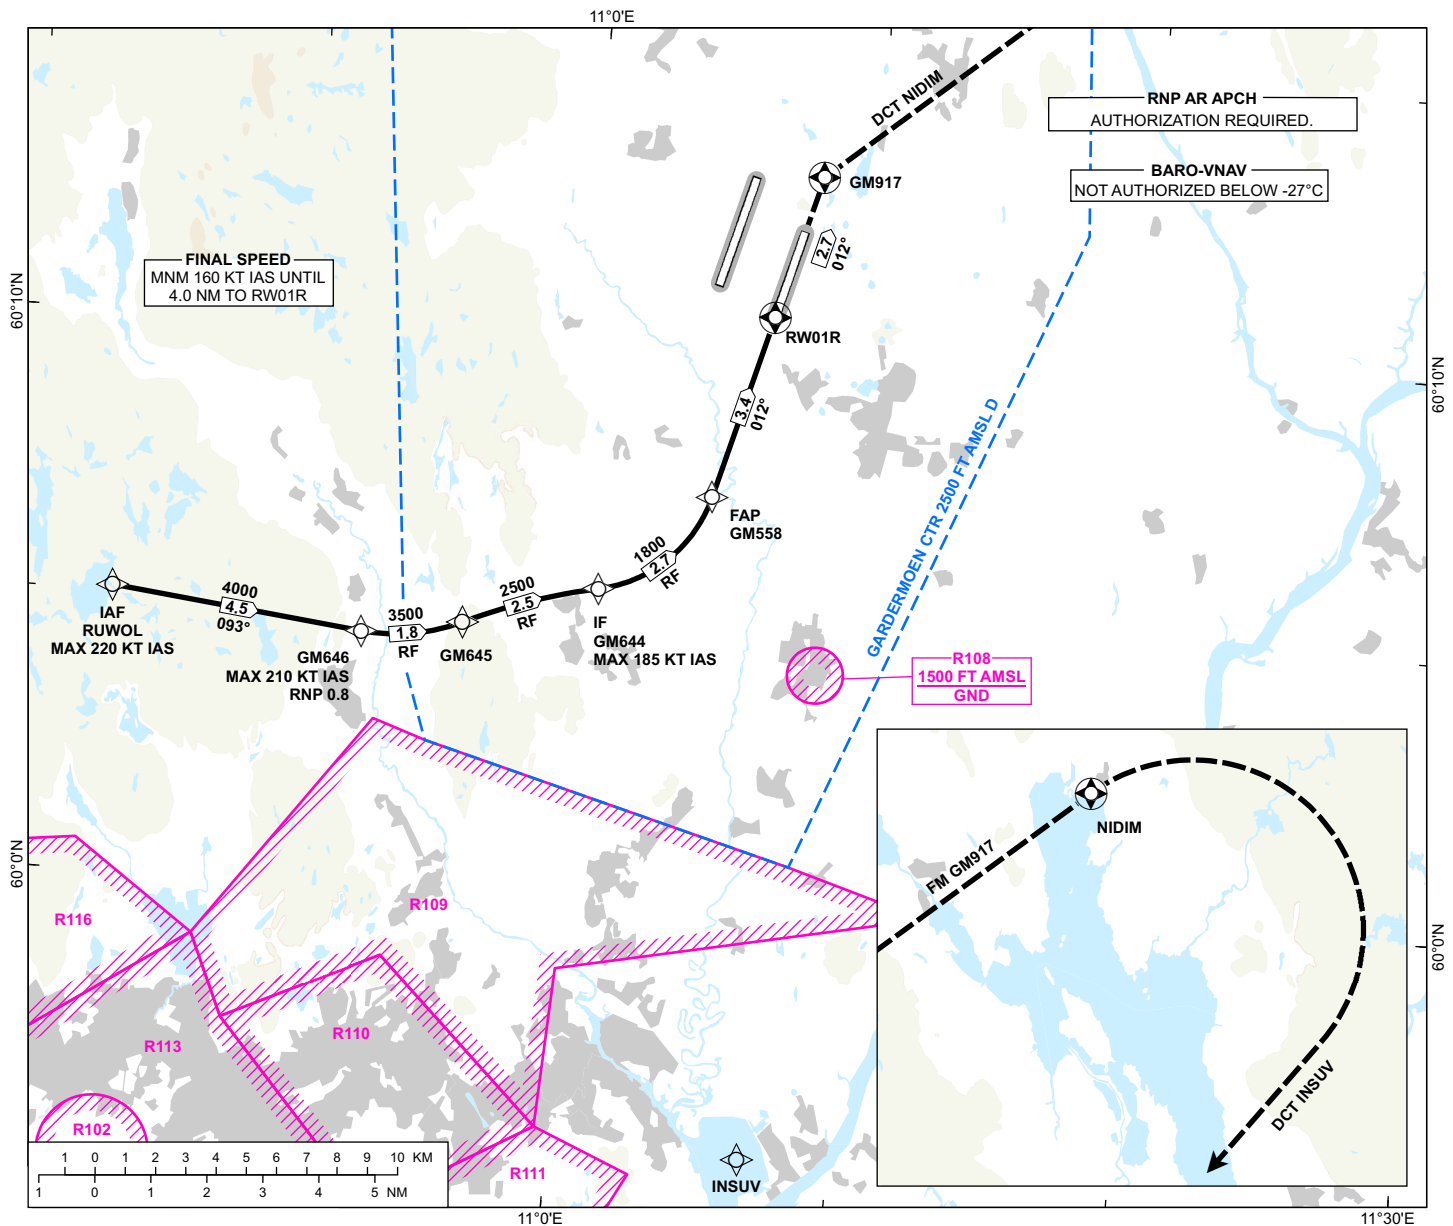 11°0'E
DCT NIDIM
RNP AR APCH
AUTHORIZATION REQUIRED.
GM917
BARO-VNAV
NOT AUTHORIZED BELOW -27°C
2.7
012°
FINAL SPEED
MNM 160 KT IAS UNTIL
4.0 NM TO RW01R
60°10'N
RW01R
60°10'N
3.4
012°
GARDERMOEN CTR 2500 FT AMSL D
FAP
GM558
1800
2.7
RF
4000
4.5
093°
2500
2.5
RF
3500
1.8
RF
IAF
RUWOL
MAX 220 KT IAS
IF
GM644
MAX 185 KT IAS
GM646
MAX 210 KT IAS
RNP 0.8
GM645
R108
1500 FT AMSL
GND
NIDIM
FM GM917
DCT INSUV
60°0'N
60°0'N
R116
R109
R113
R110
R102
R111
INSUV
1 0 1 2 3 4 5 6 7 8 9 10 KM
1 0 1 2 3 4 5 NM
11°0'E
11°30'E